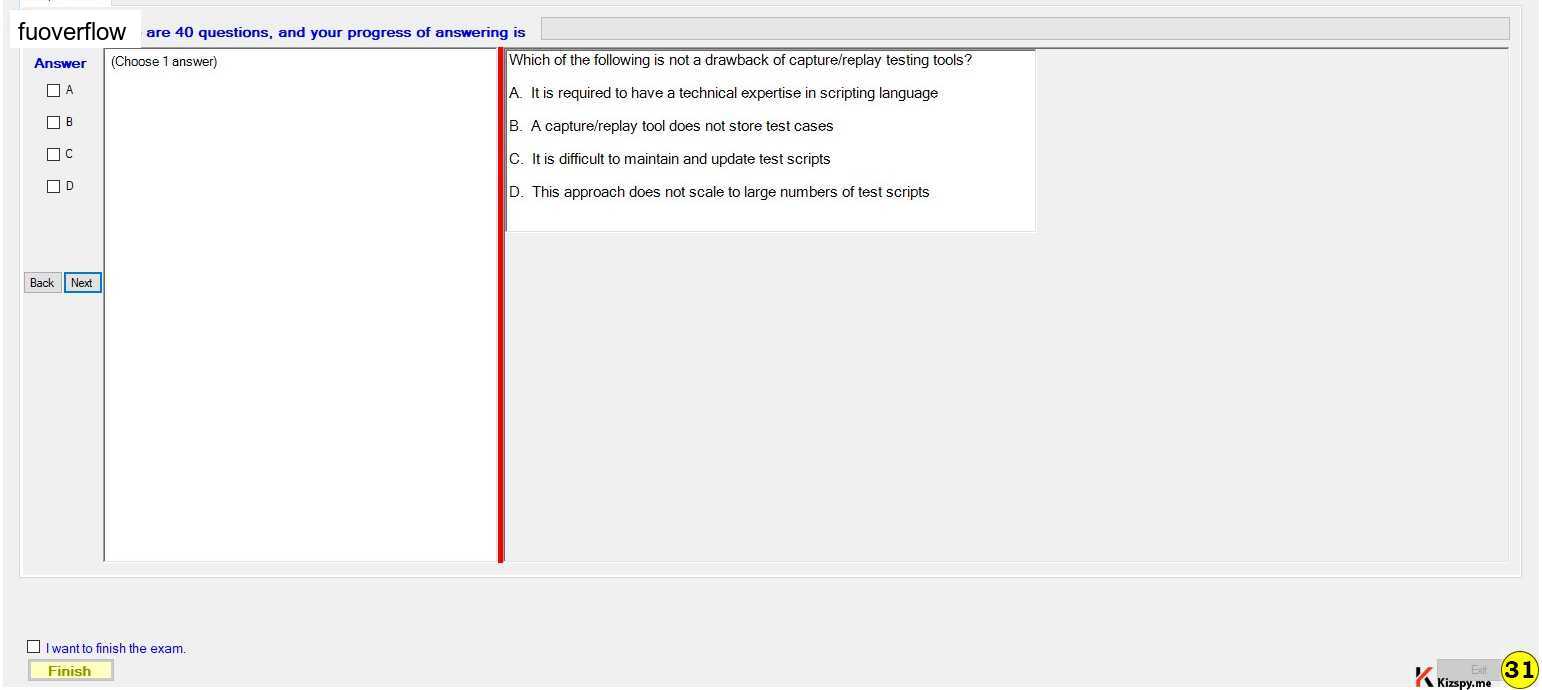 fuoverflow are 40 questions, and your progress of answering is
Answer
A
B
C
D
Back Next
(Choose 1 answer)
Which of the following is not a drawback of capture/replay testing tools?
A. It is required to have a technical expertise in scripting language
B. A capture/replay tool does not store test cases
C. It is difficult to maintain and update test scripts
D. This approach does not scale to large numbers of test scripts
I want to finish the exam.
Finish
Exit
Kizspy.me
31